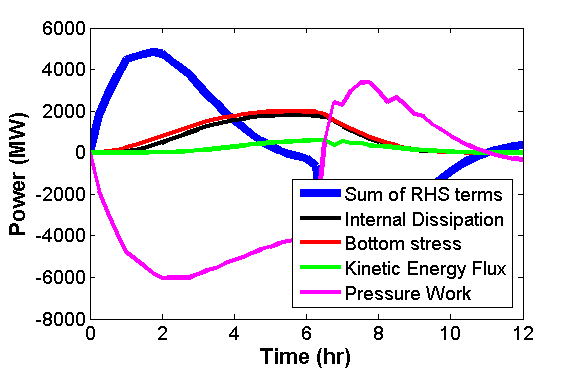 6000
4000
2000
0
-2000
-4000
-6000
-8000
Power (MW)
Sum of RHS terms
Internal Dissipation
Bottom stress
Kinetic Energy Flux
Pressure Work
0 2 4 6 8 10 12
Time (hr)